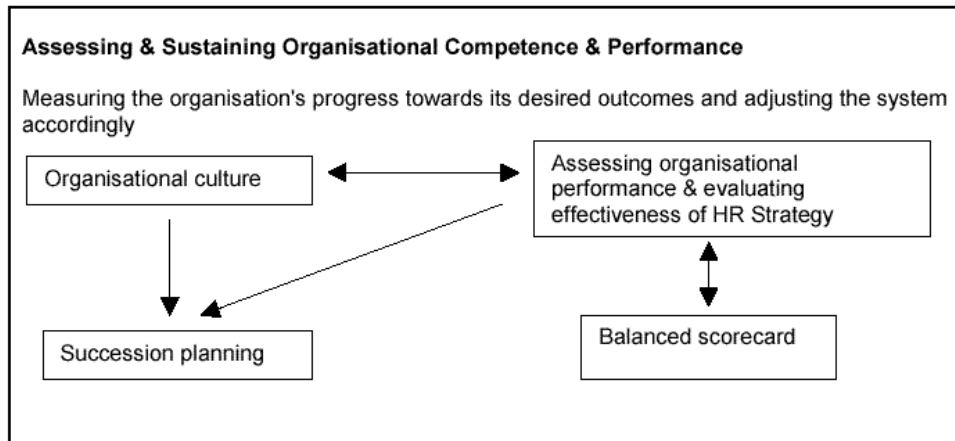 Assessing & Sustaining Organisational Competence & Performance
Measuring the organisation's progress towards its desired outcomes and adjusting the system
accordingly
Organisational culture
Assessing organisational
performance & evaluating
effectiveness of HR Strategy
Succession planning
Balanced scorecard